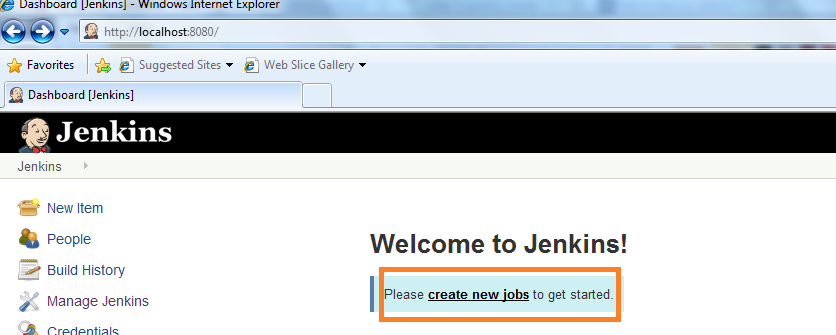 Dashboard [Jenkins] - Windows Internet Explorer
http://localhost:8080/
Favorites Suggested Sites Web Slice Gallery
Dashboard [Jenkins]
Jenkins
Jenkins
New Item
People
Build History
Manage Jenkins
Credentials
Welcome to Jenkins!
Please create new jobs to get started.